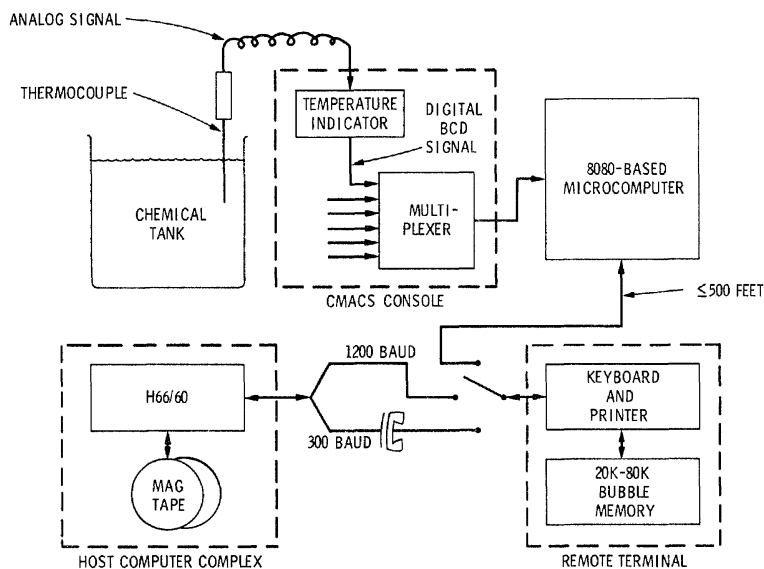 ANALOG SIGNAL
THERMOCOUPLE
CHEMICAL
TANK
TEMPERATURE
INDICATOR
DIGITAL
BCD
SIGNAL
MULTI-
PLEXER
CMACS CONSOLE
8080-BASED
MICROCOMPUTER
≤500 FEET
1200 BAUD
300 BAUD
H66/60
MAG
TAPE
HOST COMPUTER COMPLEX
KEYBOARD
AND
PRINTER
20K-80K
BUBBLE
MEMORY
REMOTE TERMINAL